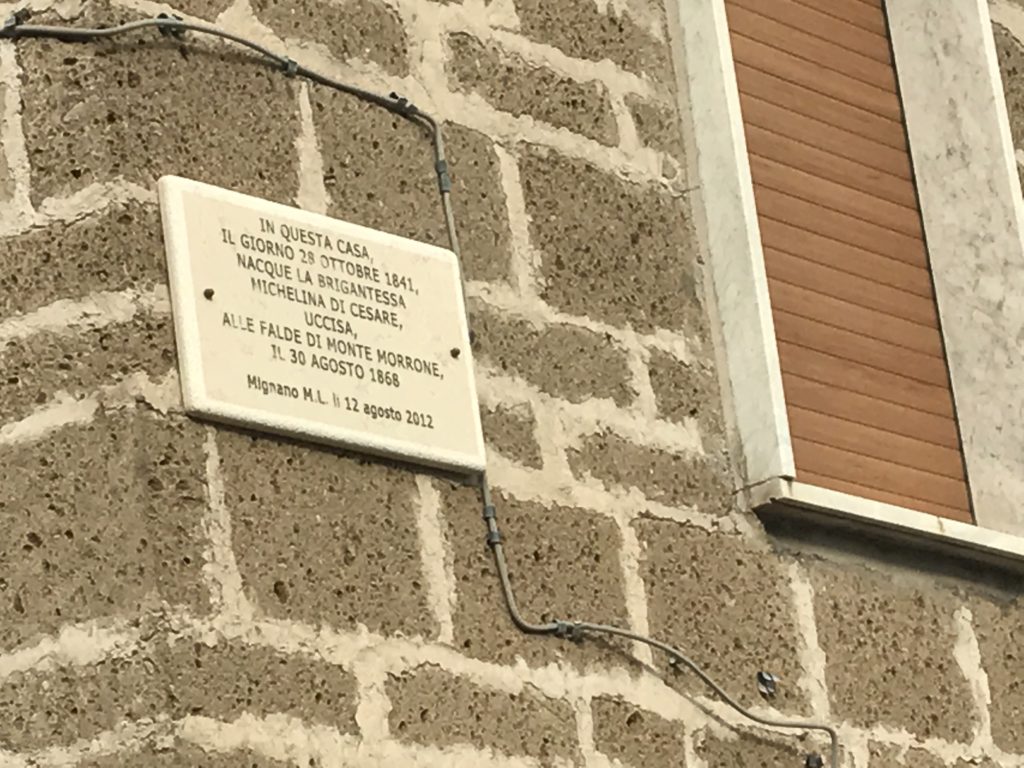 IN QUESTA CASA,
IL GIORNO 28 OTTOBRE 1841,
NACQUE LA BRIGANTESSA
MICHELINA DI CESARE,
UCCISA,
ALLE FALDE DI MONTE MORRONE,
IL 30 AGOSTO 1868
Mignano M.L. lì 12 agosto 2012